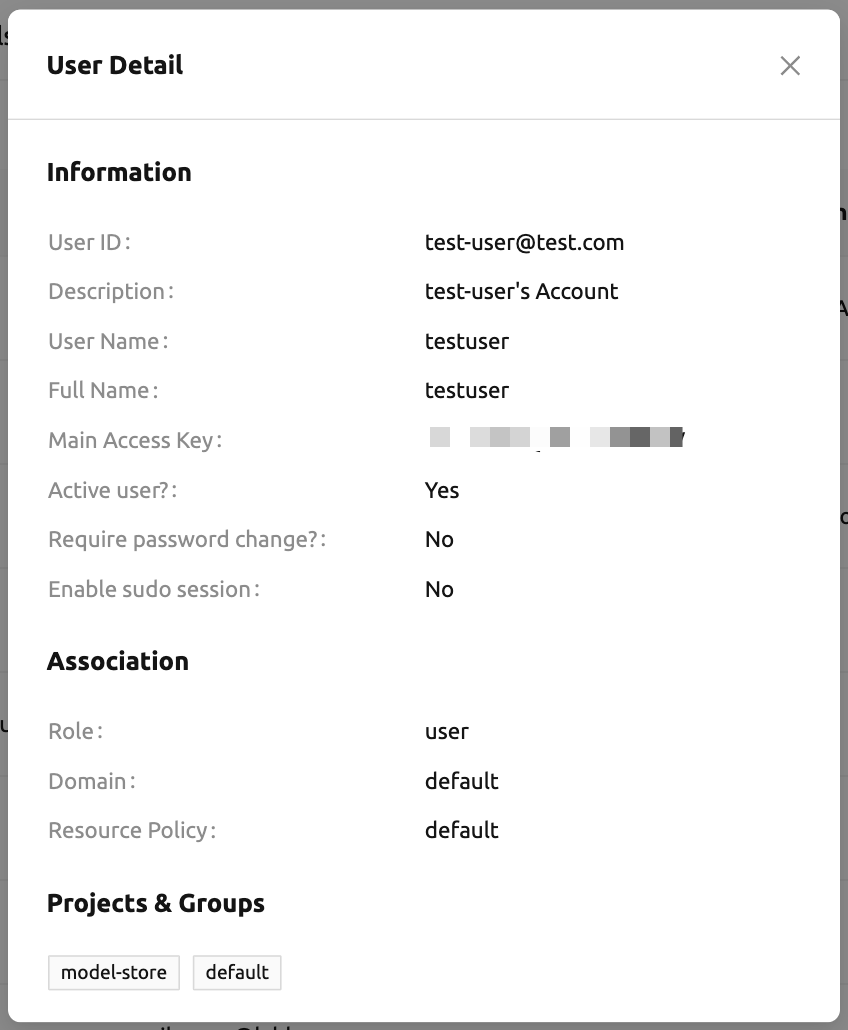 User Detail
Information
User ID: test-user@test.com
Description: test-user's Account
User Name: testuser
Full Name: testuser
Main Access Key:
Active user?: Yes
Require password change?: No
Enable sudo session: No
Association
Role: user
Domain: default
Resource Policy: default
Projects & Groups
model-store default